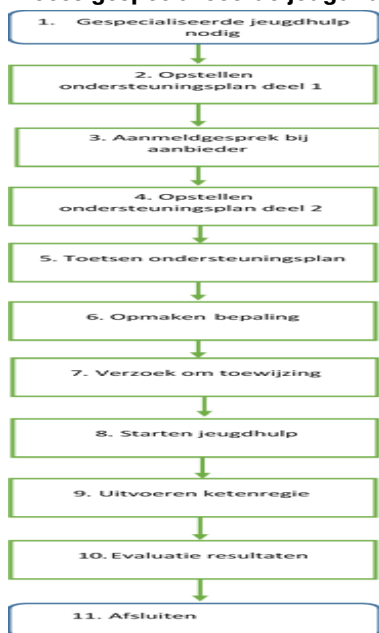 1. Gespecialiseerde jeugdhulp
nodig
2. Opstellen
ondersteuningsplan deel 1
3. Aanmeldgesprek bij
aanbieder
4. Opstellen
ondersteuningsplan deel 2
5. Toetsen ondersteuningsplan
6. Opmaken bepaling
7. Verzoek om toewijzing
8. Starten jeugdhulp
9. Uitvoeren ketenregie
10. Evaluatie resultaten
11. Afsluiten